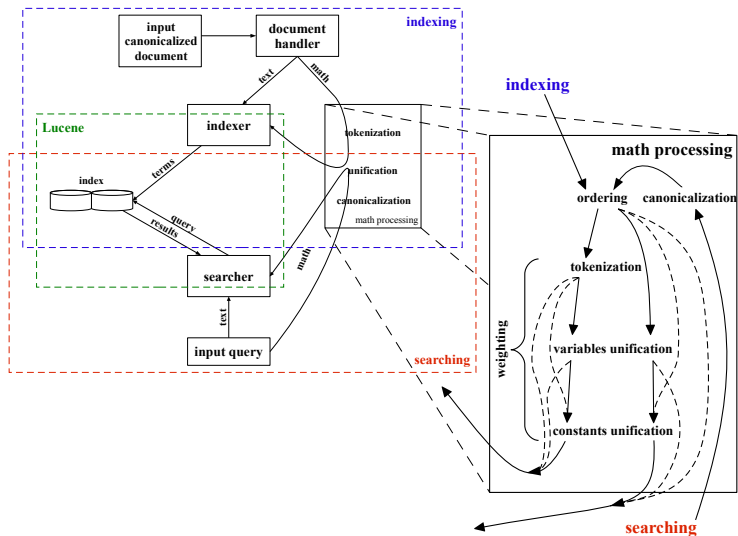 indexing
input
canonicalized
document
document
handler
text
math
Lucene
indexer
tokenization
terms
index
unification
canonicalization
math processing
query
results
math
searcher
text
input query
searching
indexing
math processing
ordering
canonicalization
tokenization
weighting
variables unification
constants unification
searching